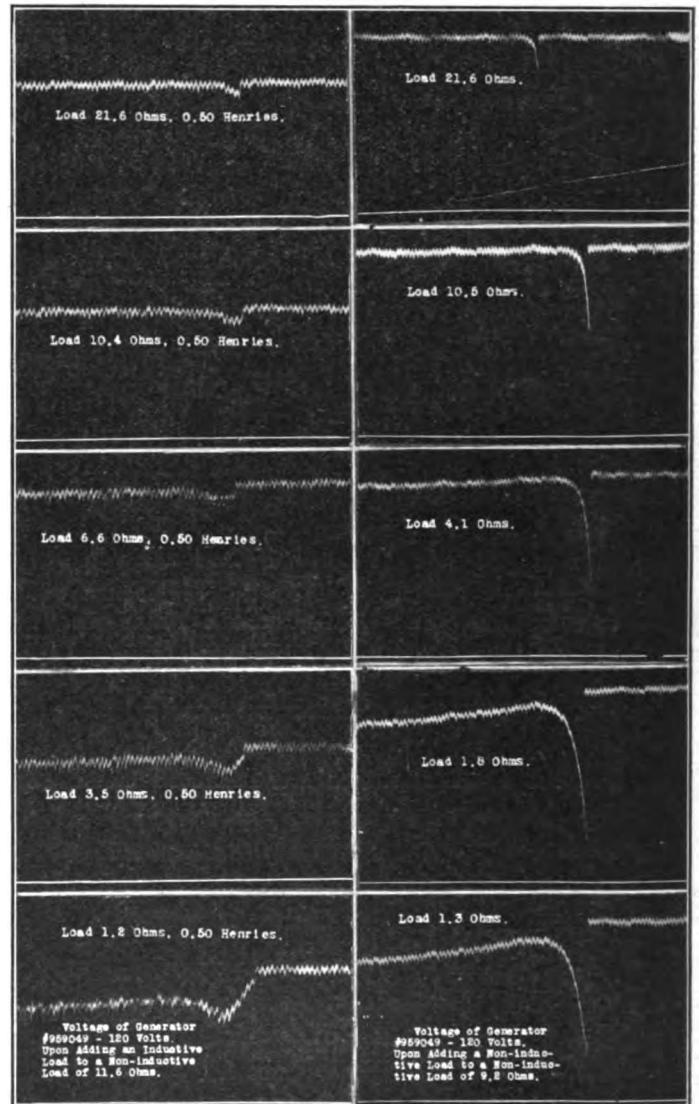 Load 21.6 Ohms, 0.50 Henries.
Load 10.4 Ohms, 0.50 Henries.
Load 6.6 Ohms, 0.50 Henries.
Load 3.5 Ohms, 0.50 Henries.
Load 1.2 Ohms, 0.50 Henries.
Voltage of Generator
#959049 - 120 Volts.
Upon Adding an Inductive
Load to a Non-inductive
Load of 11.6 Ohms.
Load 21.6 Ohms.
Load 10.5 Ohms.
Load 4.1 Ohms.
Load 1.8 Ohms.
Load 1.3 Ohms.
Voltage of Generator
#959049 - 120 Volts.
Upon Adding a Non-induc-
tive Load to a Non-induc-
tive Load of 9.2 Ohms.